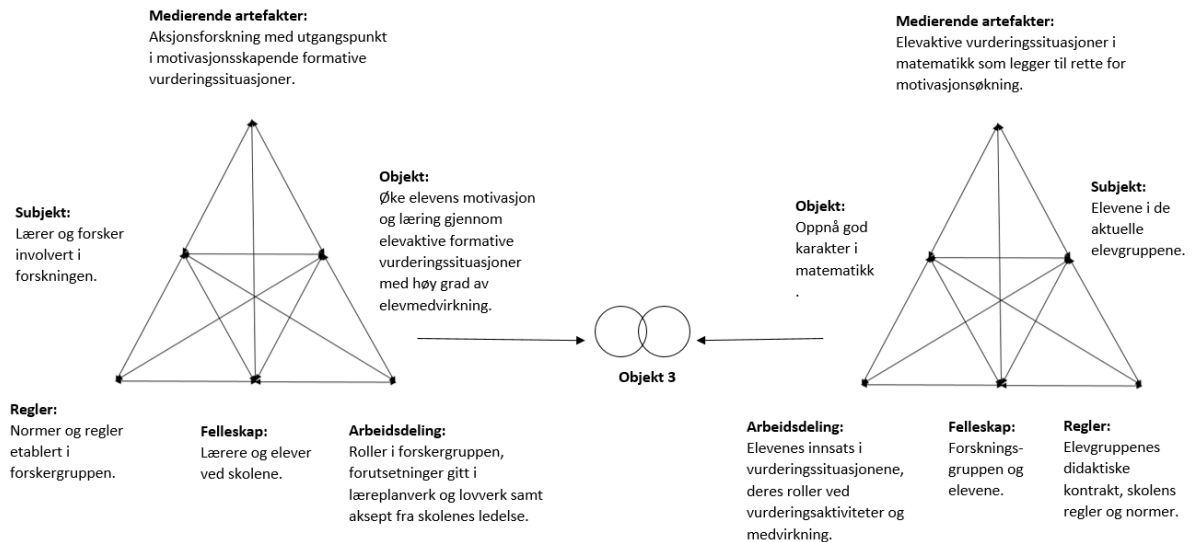 Medierende artefakter:
Aksjonsforskning med utgangspunkt
i motivasjonsskapende formative
vurderingssituasjoner.
Subjekt:
Lærer og forsker
involvert i
forskningen.
Objekt:
Øke elevens motivasjon
og læring gjennom
elevaktive formative
vurderingssituasjoner
med høy grad av
elevmedvirkning.
Regler:
Normer og regler
etablert i
forskergruppen.
Felleskap:
Lærere og elever
ved skolene.
Arbeidsdeling:
Roller i forskergruppen,
forutsetninger gitt i
læreplanverk og lovverk samt
aksept fra skolenes ledelse.
Objekt 3
Medierende artefakter:
Elevaktive vurderingssituasjoner i
matematikk som legger til rette for
motivasjonsøkning.
Objekt:
Oppnå god
karakter i
matematikk
.
Subjekt:
Elevene i de
aktuelle
elevgruppene.
Arbeidsdeling:
Elevenes innsats i
vurderingssituasjonene,
deres roller ved
vurderingsaktiviteter og
medvirkning.
Felleskap:
Forsknings-
gruppen og
elevene.
Regler:
Elevgruppenes
didaktiske
kontrakt, skolens
regler og normer.